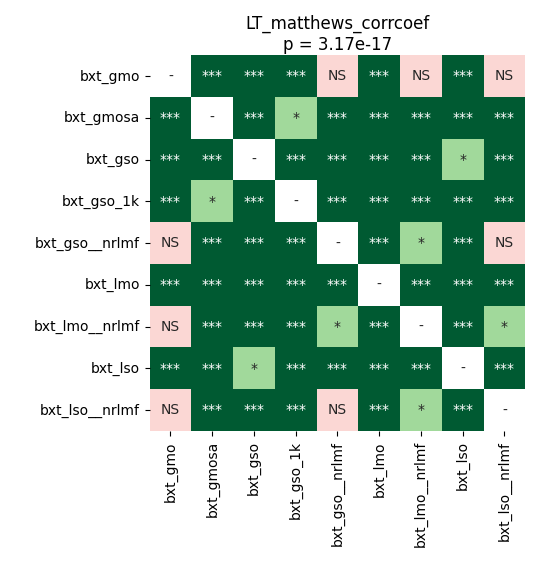 LT_matthews_corrcoef
p = 3.17e-17
bxt_gmo - *** *** *** NS *** NS *** NS
bxt_gmosa *** - *** * *** *** *** *** ***
bxt_gso *** *** - *** *** *** *** * ***
bxt_gso_1k *** * *** - *** *** *** *** ***
bxt_gso__nrlmf NS *** *** *** - *** * *** NS
bxt_lmo *** *** *** *** *** - *** *** ***
bxt_lmo__nrlmf NS *** *** *** * *** - *** *
bxt_lso *** *** * *** *** *** *** - ***
bxt_lso__nrlmf NS *** *** *** NS *** * *** -
bxt_gmo bxt_gmosa bxt_gso bxt_gso_1k bxt_gso__nrlmf bxt_lmo bxt_lmo__nrlmf bxt_lso bxt_lso__nrlmf